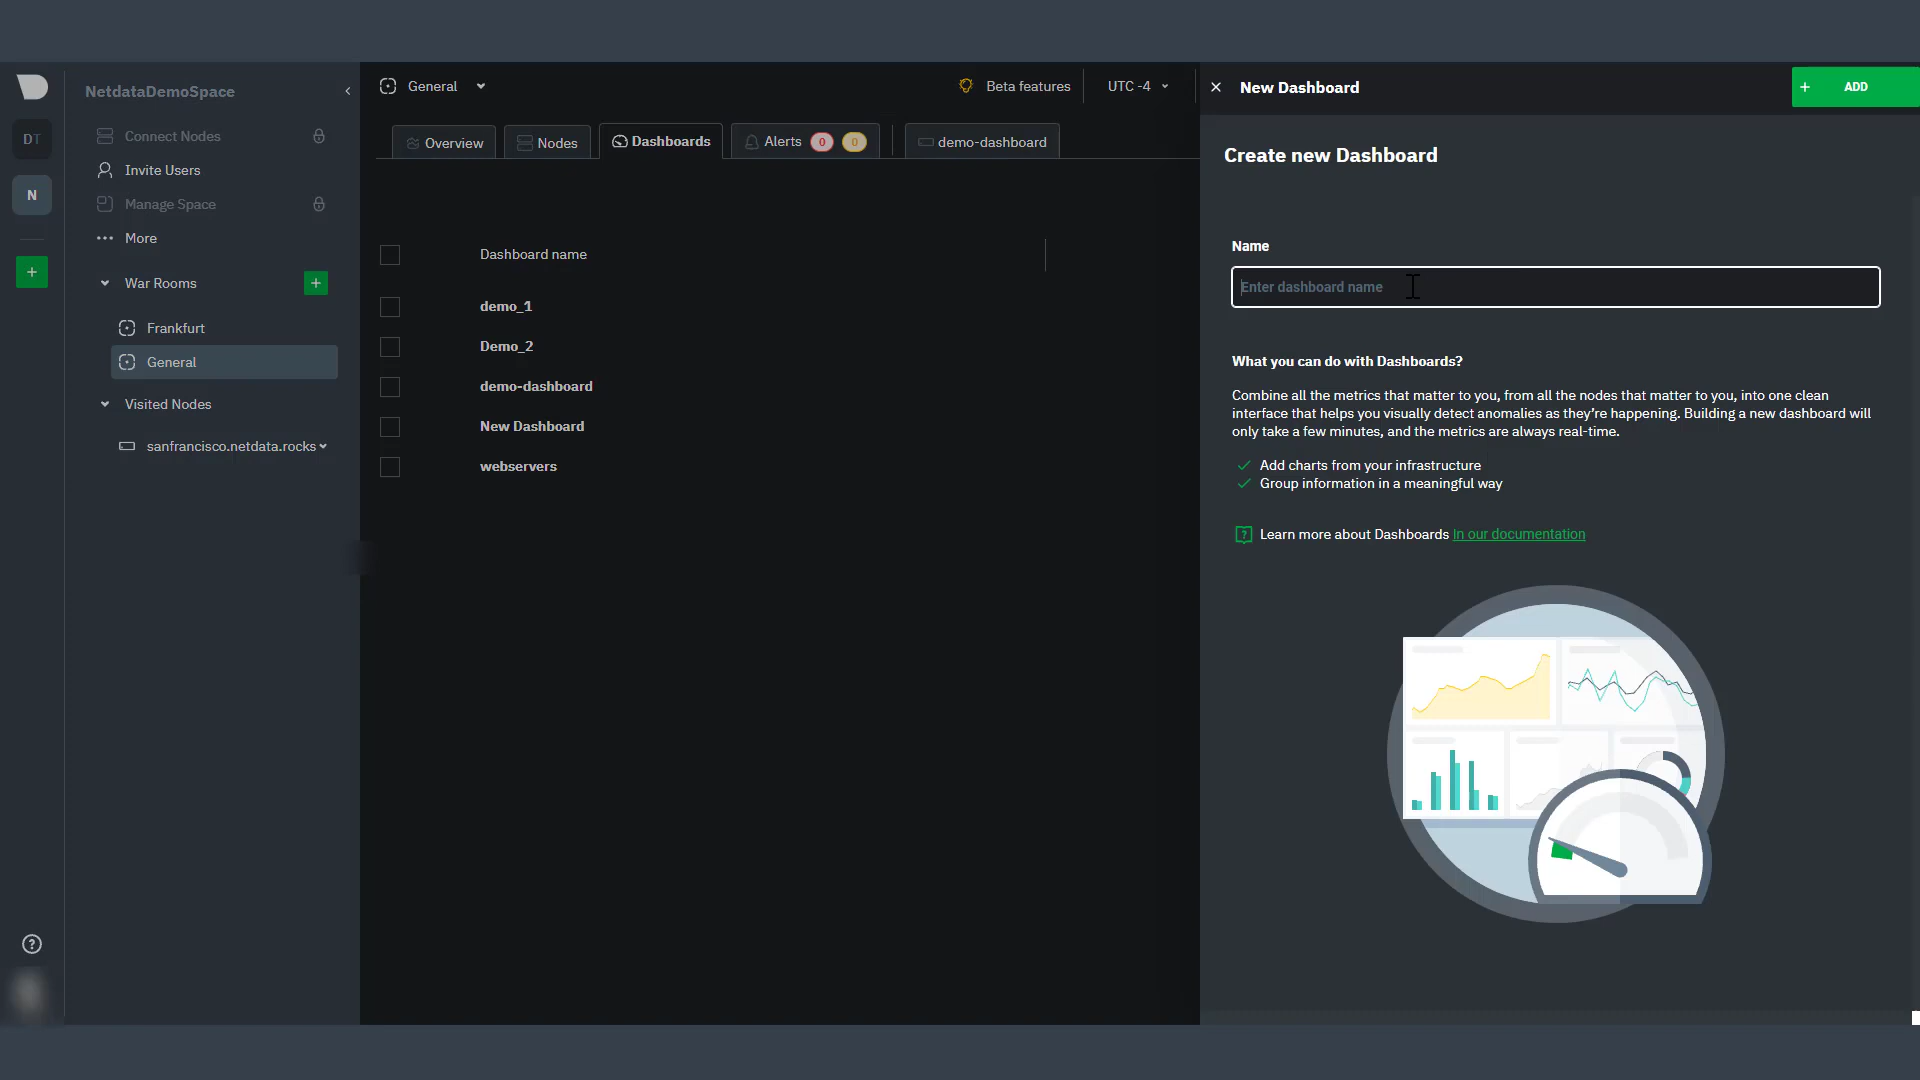 NetdataDemoSpace
DT
N
Connect Nodes
Invite Users
Manage Space
More
War Rooms
Frankfurt
General
Visited Nodes
sanfrancisco.netdata.rocks
General
Beta features
UTC -4
Overview
Nodes
Dashboards
Alerts 0 0
demo-dashboard
Dashboard name
demo_1
Demo_2
demo-dashboard
New Dashboard
webservers
New Dashboard
+ ADD
Create new Dashboard
Name
Enter dashboard name
What you can do with Dashboards?
Combine all the metrics that matter to you, from all the nodes that matter to you, into one clean
interface that helps you visually detect anomalies as they’re happening. Building a new dashboard will
only take a few minutes, and the metrics are always real-time.
Add charts from your infrastructure
Group information in a meaningful way
Learn more about Dashboards In our documentation